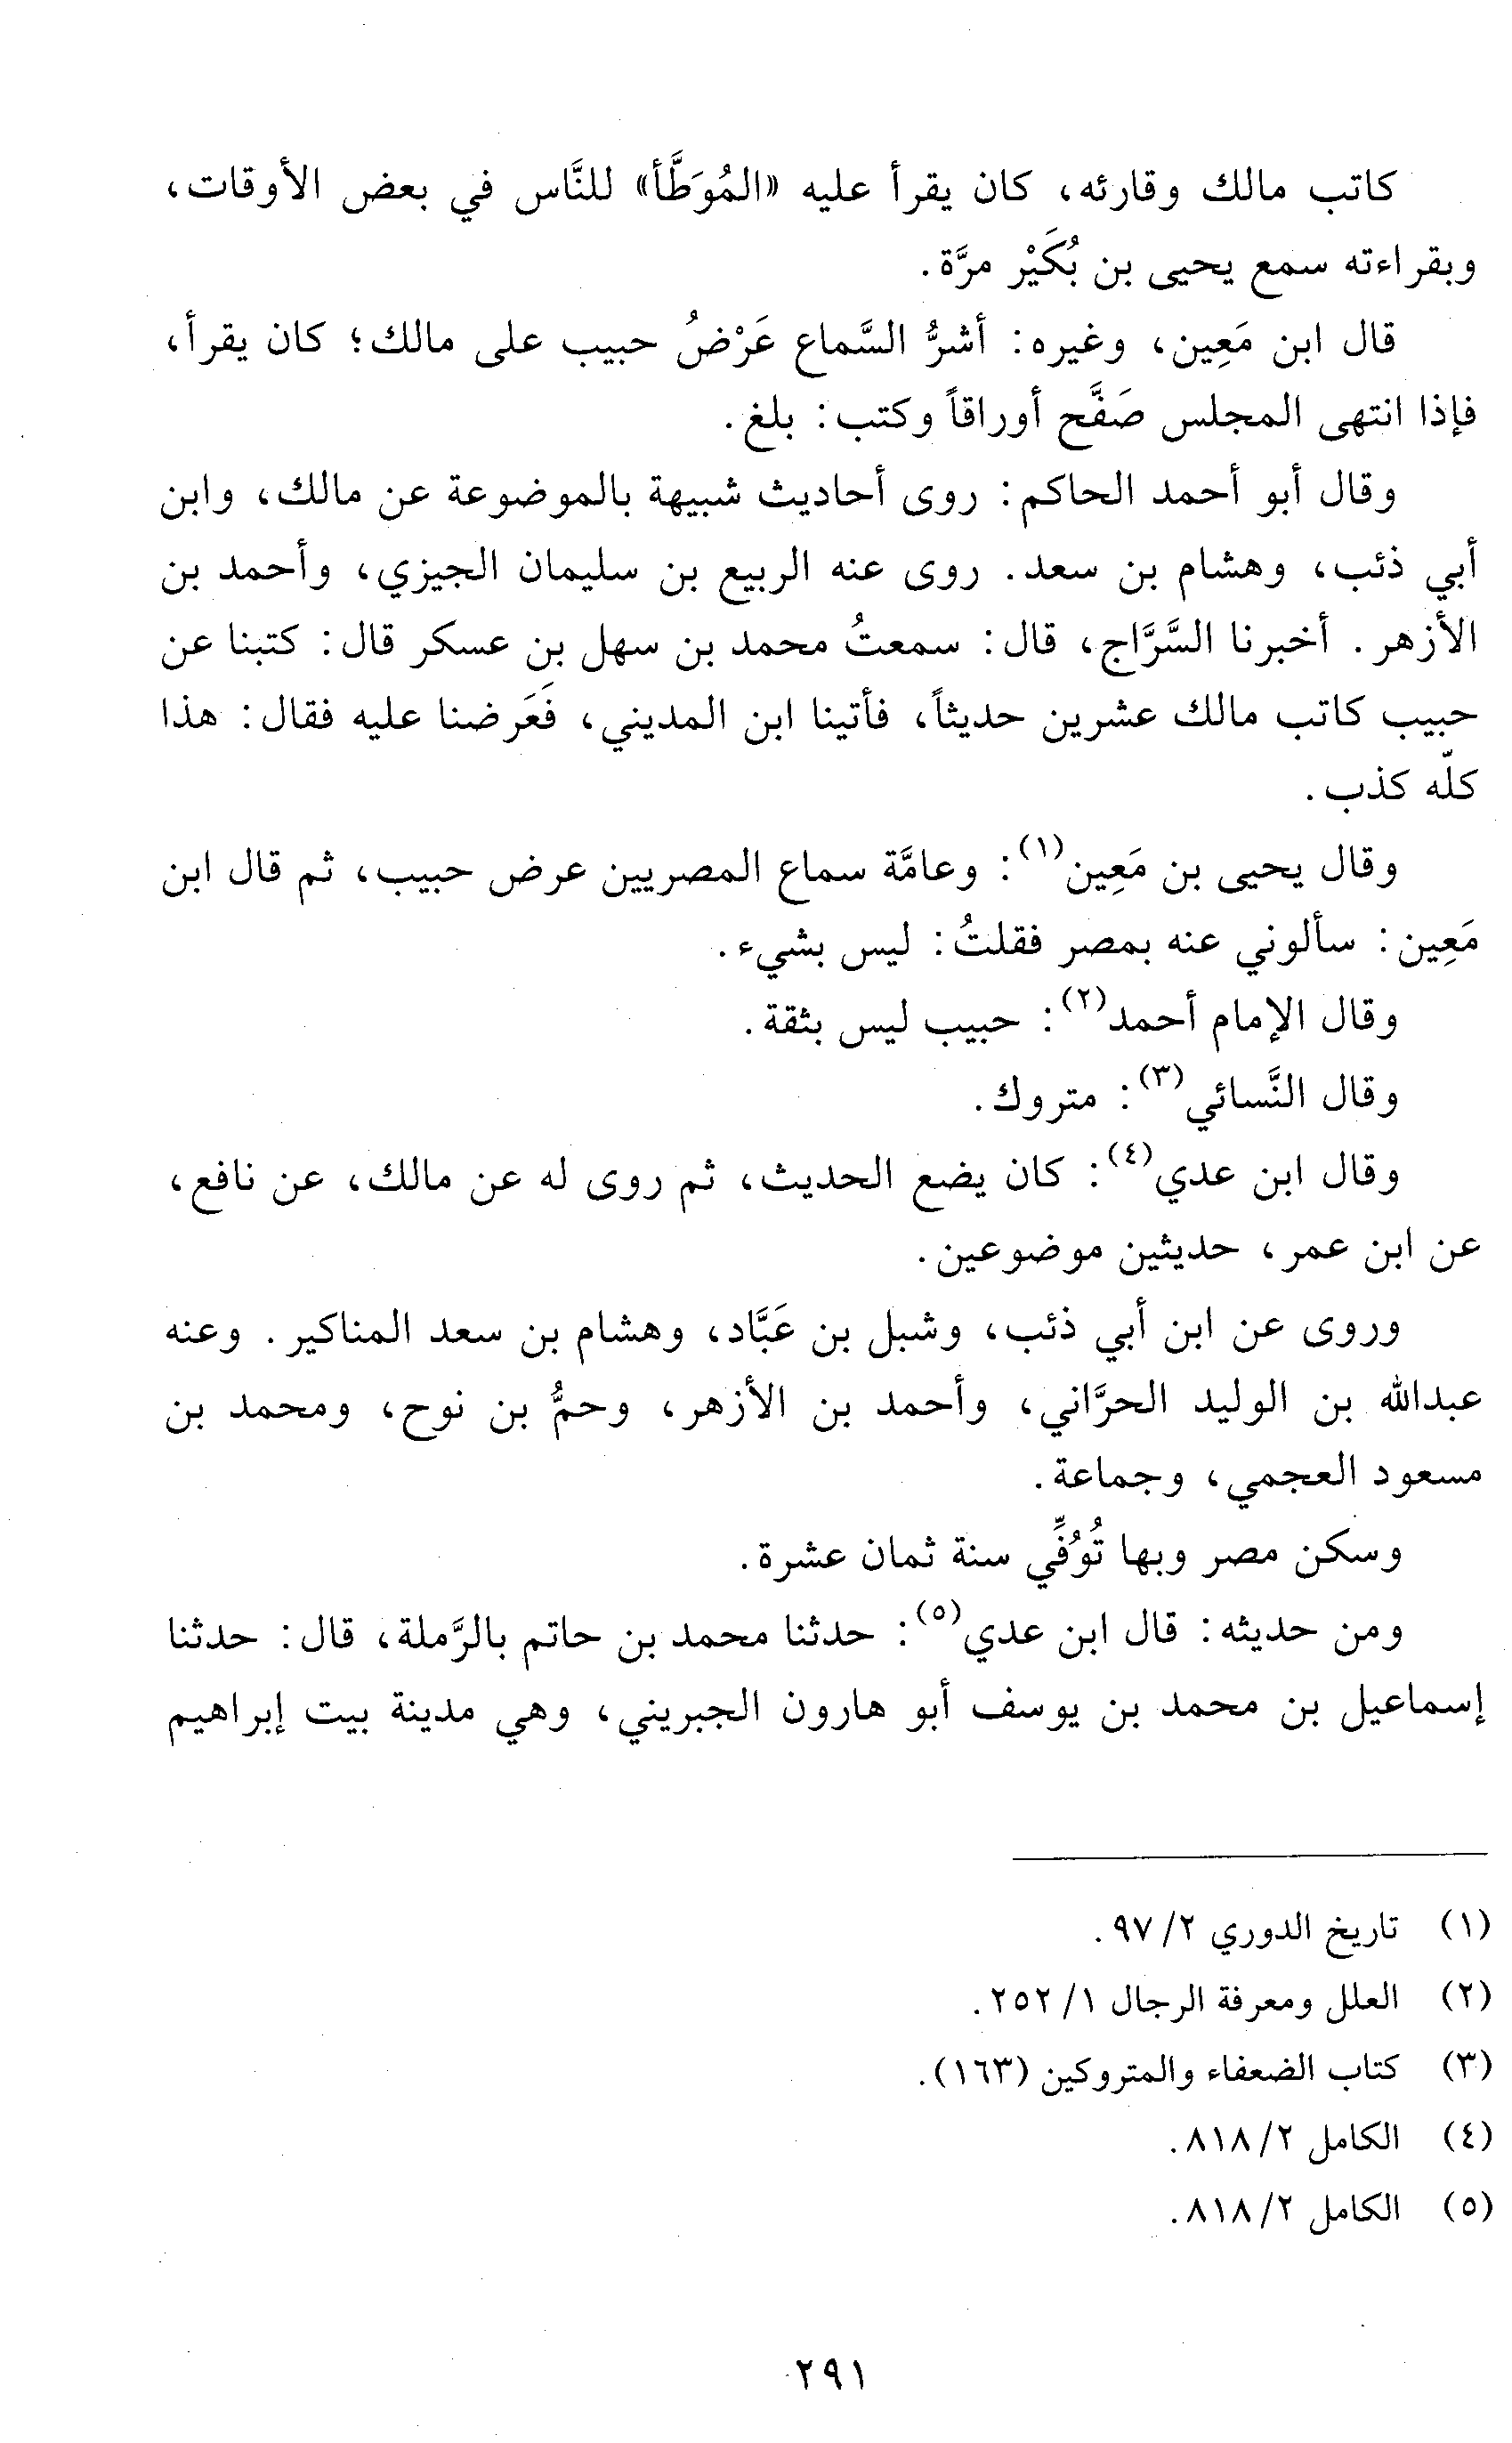 كاتب مالك وقارئه، كان يقرأ عليه «المُوَطَّأ» للنَّاس في بعض الأوقات،
وبقراءته سمع يحيى بن بُكَيْر مرَّة.
قال ابن مَعِين، وغيره: أشرُّ السَّماع عَرْضُ حبيب على مالك؛ كان يقرأ،
فإذا انتهى المجلس صَفَّح أوراقاً وكتب: بلغ.
وقال أبو أحمد الحاكم: روى أحاديث شبيهة بالموضوعة عن مالك، وابن
أبي ذئب، وهشام بن سعد. روى عنه الربيع بن سليمان الجيزي، وأحمد بن
الأزهر. أخبرنا السَّرَّاج، قال: سمعتُ محمد بن سهل بن عسكر قال: كتبنا عن
حبيب كاتب مالك عشرين حديثاً، فأتينا ابن المديني، فَعَرضنا عليه فقال: هذا
كلّه كذب.
وقال يحيى بن مَعِين(١): وعامَّة سماع المصريين عرض حبيب، ثم قال ابن
مَعِين: سألوني عنه بمصر فقلتُ: ليس بشيء.
وقال الإمام أحمد(٢): حبيب ليس بثقة.
وقال النَّسائي(٣): متروك.
وقال ابن عدي(٤): كان يضع الحديث، ثم روى له عن مالك، عن نافع،
عن ابن عمر، حديثين موضوعين.
وروى عن ابن أبي ذئب، وشبل بن عَبَّاد، وهشام بن سعد المناكير. وعنه
عبدالله بن الوليد الحرَّاني، وأحمد بن الأزهر، وحمُّ بن نوح، ومحمد بن
مسعود العجمي، وجماعة.
وسكن مصر وبها تُوُفِّي سنة ثمان عشرة.
ومن حديثه: قال ابن عدي(٥): حدثنا محمد بن حاتم بالرَّملة، قال: حدثنا
إسماعيل بن محمد بن يوسف أبو هارون الجبريني، وهي مدينة بيت إبراهيم
(١) تاريخ الدوري ٢/ ٩٧.
(٢) العلل ومعرفة الرجال ١/ ٢٥٢.
(٣) كتاب الضعفاء والمتروكين (١٦٣).
(٤) الكامل ٢/ ٨١٨.
(٥) الكامل ٢/ ٨١٨.
٢٩١